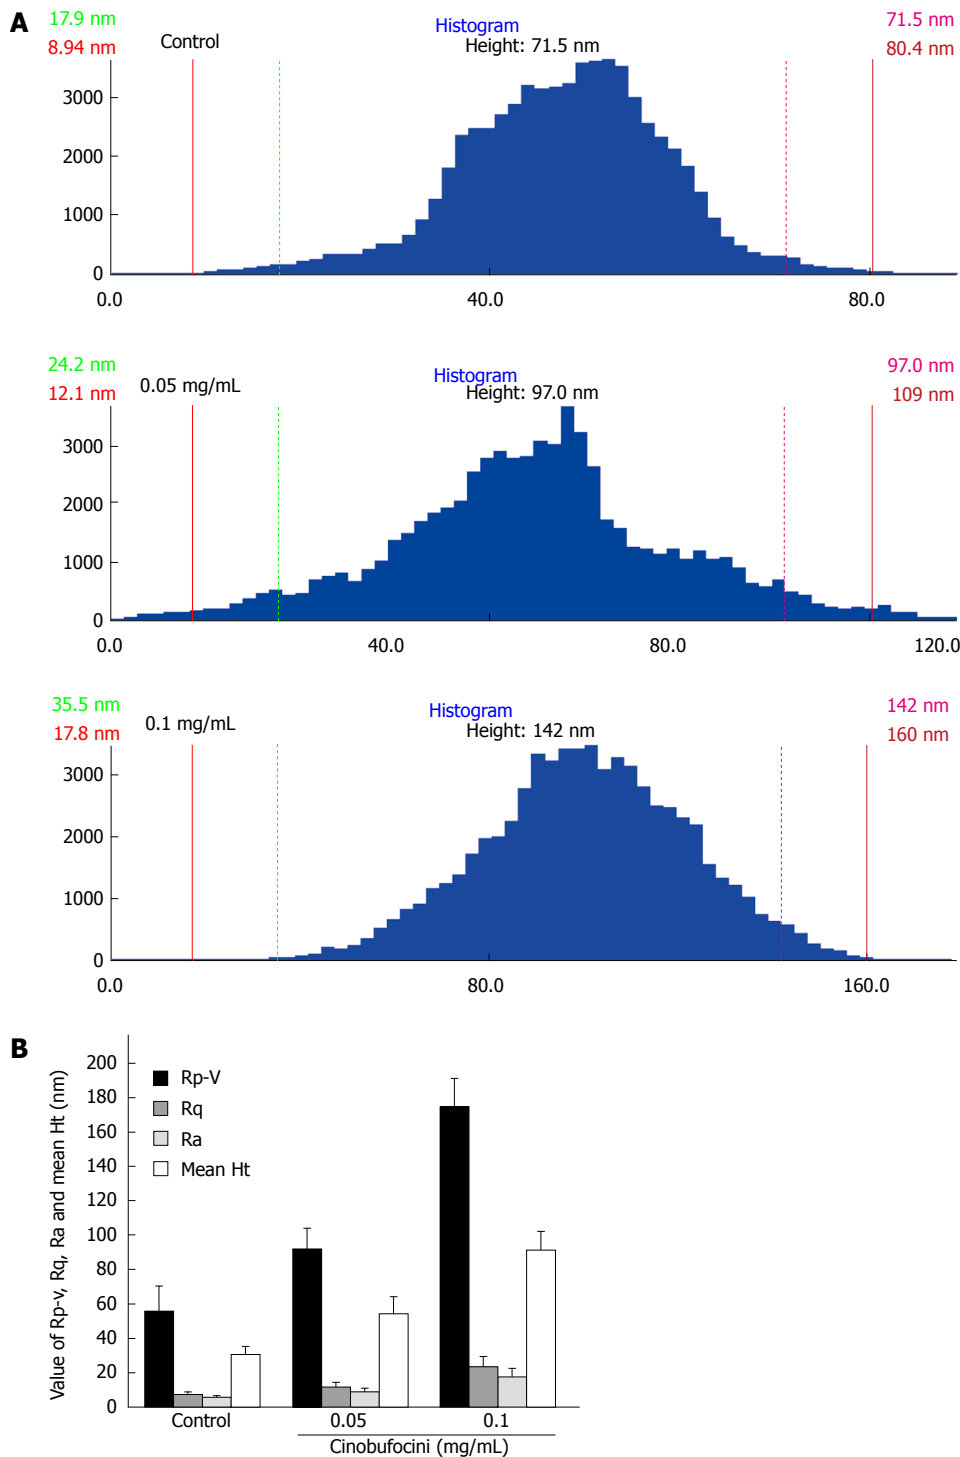 A
17.9 nm
8.94 nm
Control
Histogram
Height: 71.5 nm
71.5 nm
80.4 nm
3000
2000
1000
0
0.0 40.0 80.0
24.2 nm
12.1 nm
0.05 mg/mL
Histogram
Height: 97.0 nm
97.0 nm
109 nm
3000
2000
1000
0
0.0 40.0 80.0 120.0
35.5 nm
17.8 nm
0.1 mg/mL
Histogram
Height: 142 nm
142 nm
160 nm
3000
2000
1000
0
0.0 80.0 160.0
B
Value of Rp-v, Rq, Ra and mean Ht (nm)
200
180
160
140
120
100
80
60
40
20
0
Rp-V
Rq
Ra
Mean Ht
Control 0.05 0.1
Cinobufocini (mg/mL)